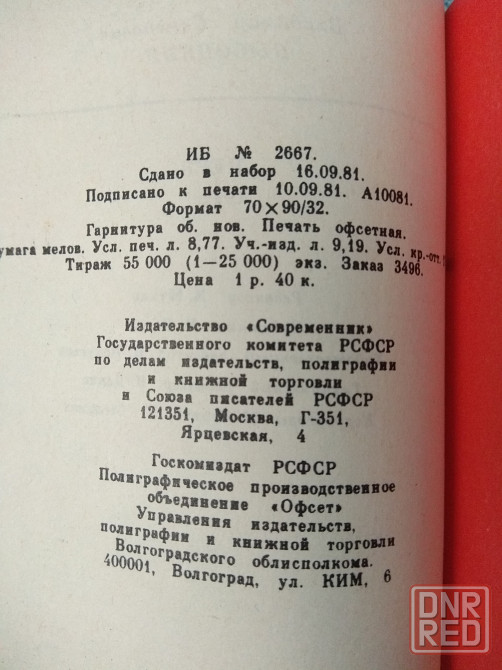 ИБ № 2667.
Сдано в набор 16.09.81.
Подписано к печати 10.09.81. А10081.
Формат 70×90/32.
Гарнитура об. нов. Печать офсетная.
мелов. Усл. печ. л. 8,77. Уч.-изд. л. 9,19. Усл. кр.-отт.
Тираж 55 000 (1—25 000) экз. Заказ 3496.
Цена 1 р. 40 к.
Издательство «Современник»
Государственного комитета РСФСР
по делам издательств, полиграфии
и книжной торговли
и Союза писателей РСФСР
121351, Москва, Г-351,
Ярцевская, 4
Госкомиздат РСФСР
Полиграфическое производственное
объединение «Офсет»
Управления издательств,
полиграфии и книжной торговли
Волгоградского облисполкома.
400001, Волгоград, ул. КИМ, 6
DNR
RED